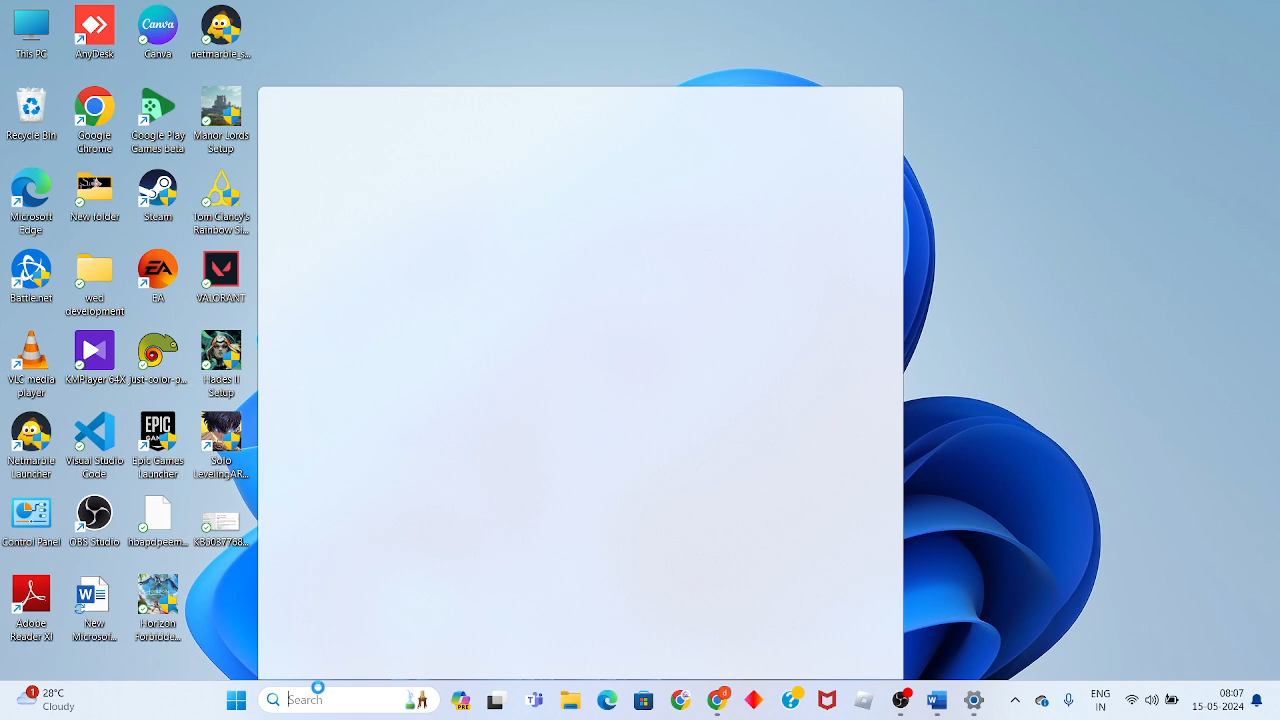 This PC
AnyDesk
Canva
netmarble_s...
Recycle Bin
Google
Chrome
Google Play
Games beta
Manor Lords
Setup
Microsoft
Edge
New folder
Steam
Tom Clancy's
Rainbow Si...
Battle.net
wed
development
EA
VALORANT
VLC media
player
KMPlayer 64X
just-color-p...
Hades II
Setup
Netmarble
Launcher
Visual Studio
Code
Epic Games
Launcher
Solo
LevelingAR...
Control Panel
OBS Studio
hbapdpeem...
K35037768...
Adobe
Reader XI
New
Microsof...
Horizon
Forbidde...
1
28°C
Cloudy
Search
ENG
IN
08:07
15-05-2024